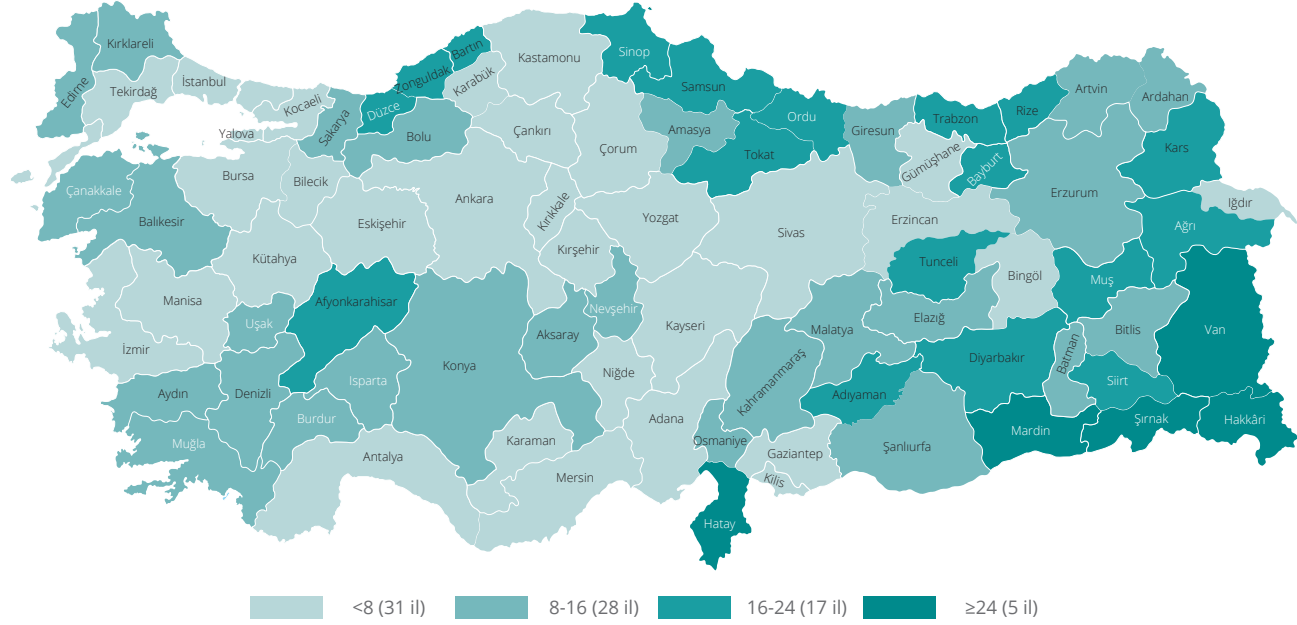 Kırklareli
Edirne
Tekirdağ
İstanbul
Kocaeli
Yalova
Sakarya
Düzce
Zonguldak
Bartın
Karabük
Kastamonu
Sinop
Samsun
Bolu
Çankırı
Çorum
Amasya
Tokat
Ordu
Giresun
Trabzon
Rize
Artvin
Ardahan
Gümüşhane
Bayburt
Kars
Çanakkale
Balıkesir
Bursa
Bilecik
Eskişehir
Ankara
Kırıkkale
Yozgat
Sivas
Erzincan
Erzurum
Iğdır
Ağrı
Kütahya
Kırşehir
Tunceli
Bingöl
Muş
Manisa
Uşak
Afyonkarahisar
Nevşehir
Kayseri
Malatya
Elazığ
Bitlis
Van
İzmir
Aksaray
Konya
Niğde
Kahramanmaraş
Diyarbakır
Batman
Siirt
Aydın
Denizli
Isparta
Burdur
Adıyaman
Muğla
Antalya
Karaman
Mersin
Adana
Osmaniye
Gaziantep
Kilis
Şanlıurfa
Mardin
Şırnak
Hakkâri
Hatay
<8 (31 il)
8-16 (28 il)
16-24 (17 il)
≥24 (5 il)